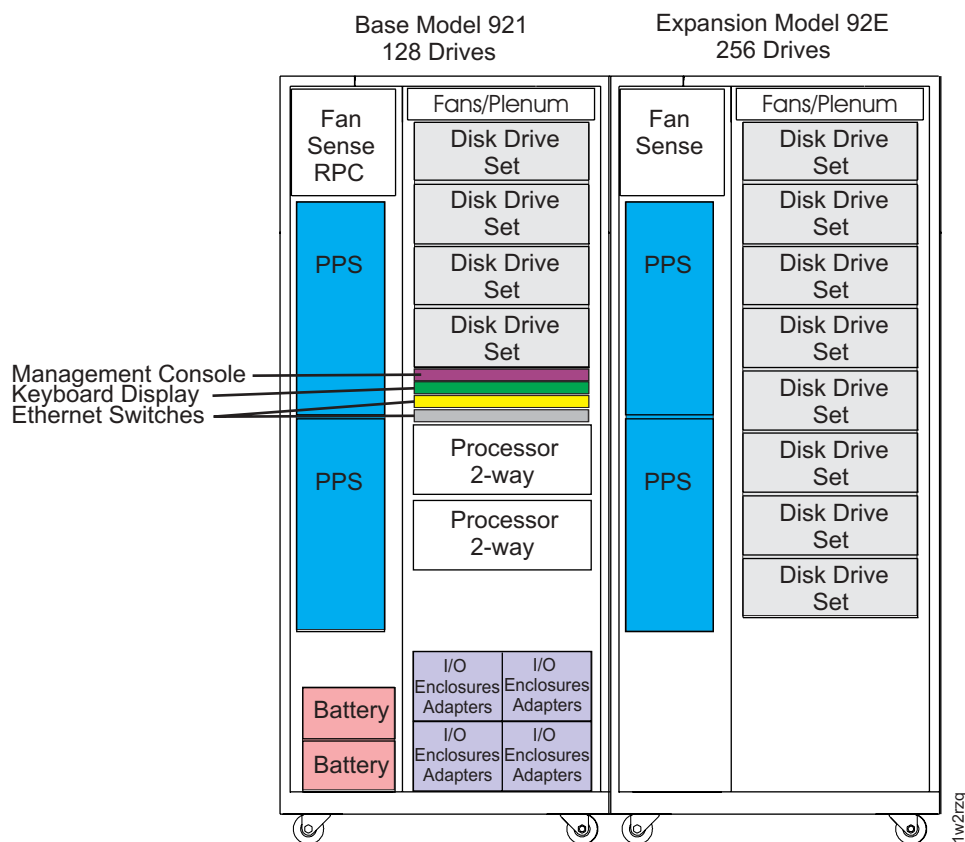 Base Model 921
128 Drives
Expansion Model 92E
256 Drives
Fan
Sense
RPC
Fans/Plenum
Disk Drive
Set
Disk Drive
Set
Disk Drive
Set
Disk Drive
Set
PPS
PPS
Management Console
Keyboard Display
Ethernet Switches
Processor
2-way
Processor
2-way
I/O
Enclosures
Adapters
I/O
Enclosures
Adapters
I/O
Enclosures
Adapters
I/O
Enclosures
Adapters
Battery
Battery
Fan
Sense
PPS
PPS
Fans/Plenum
Disk Drive
Set
Disk Drive
Set
Disk Drive
Set
Disk Drive
Set
Disk Drive
Set
Disk Drive
Set
Disk Drive
Set
Disk Drive
Set
1w2rzq